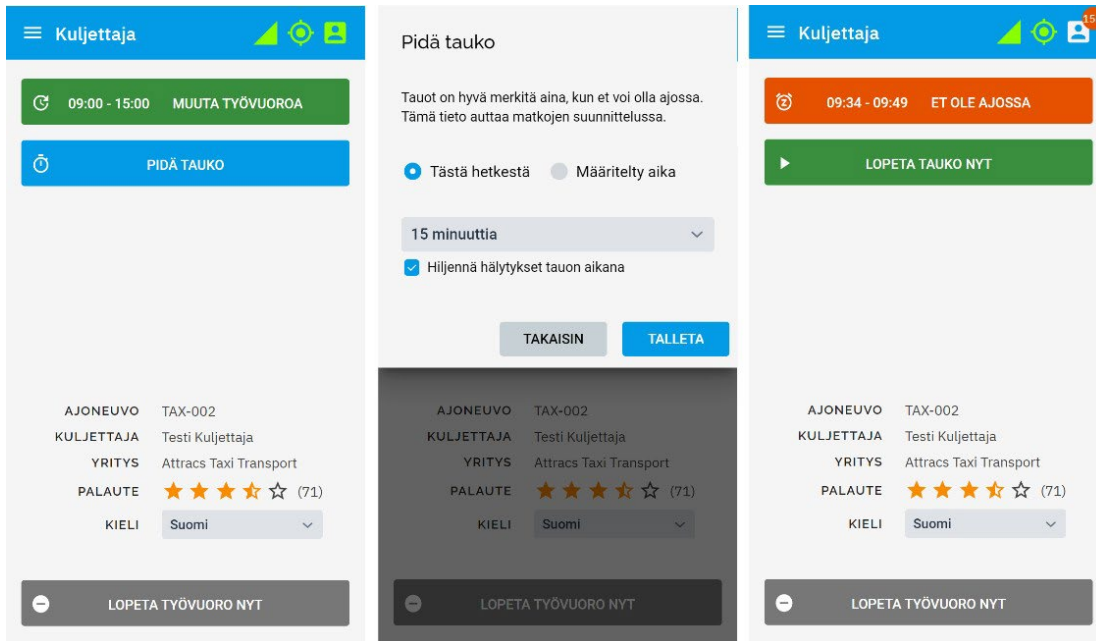 Kuljettaja
09:00 - 15:00 MUUTA TYÖVUOROA
PIDÄ TAUKO
AJONEUVO TAX-002
KULJETTAJA Testi Kuljettaja
YRITYS Attracs Taxi Transport
PALAUTE (71)
KIELI Suomi
LOPETA TYÖVUORO NYT
Pidä tauko
Tauot on hyvä merkitä aina, kun et voi olla ajossa.
Tämä tieto auttaa matkojen suunnittelussa.
Tästä hetkestä Määritelty aika
15 minuuttia
Hiljennä hälytykset tauon aikana
TAKAISIN TALLETA
AJONEUVO TAX-002
KULJETTAJA Testi Kuljettaja
YRITYS Attracs Taxi Transport
PALAUTE (71)
KIELI Suomi
LOPETA TYÖVUORO NYT
Kuljettaja 15
09:34 - 09:49 ET OLE AJOSSA
LOPETA TAUKO NYT
AJONEUVO TAX-002
KULJETTAJA Testi Kuljettaja
YRITYS Attracs Taxi Transport
PALAUTE (71)
KIELI Suomi
LOPETA TYÖVUORO NYT